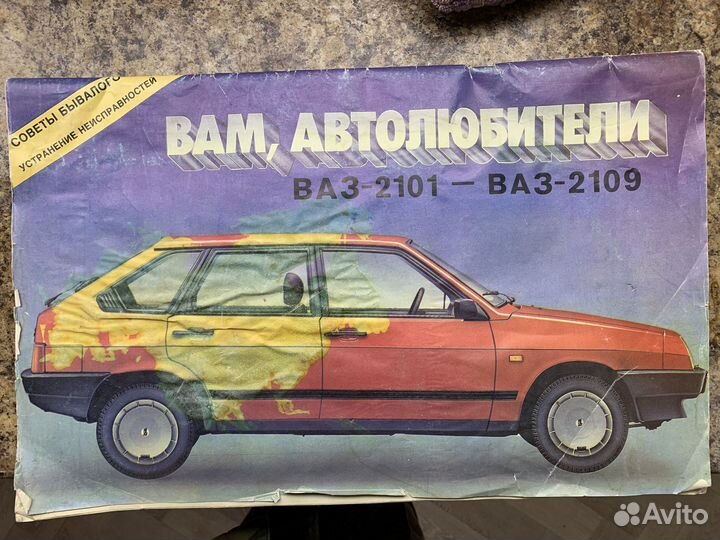 СОВЕТЫ БЫВАЛОГО
УСТРАНЕНИЕ НЕИСПРАВНОСТЕЙ
ВАМ, АВТОЛЮБИТЕЛИ
ВАЗ-2101 — ВАЗ-2109
Avito